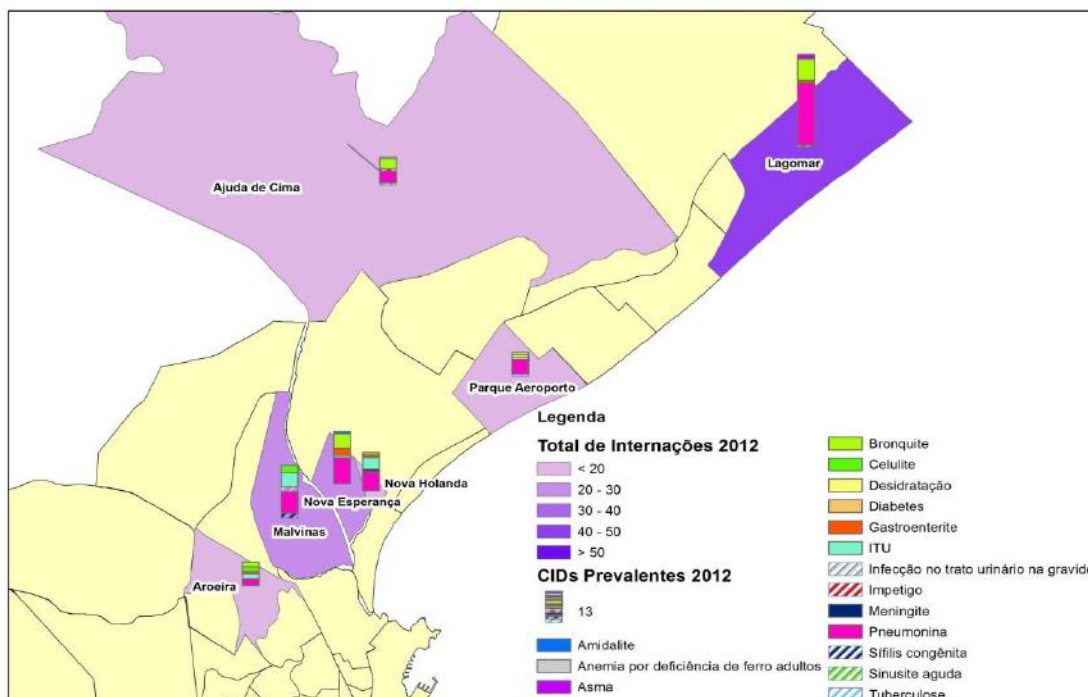 Lagomar
Ajuda de Cima
Parque Aeroporto
Nova Holanda
Nova Esperança
Malvinas
Aroeira
Legenda
Total de Internações 2012
< 20
20 - 30
30 - 40
40 - 50
> 50
CIDs Prevalentes 2012
13
Amidalite
Anemia por deficiência de ferro adultos
Asma
Bronquite
Celulite
Desidratação
Diabetes
Gastroenterite
ITU
Infecção no trato urinário na gravide
Impetigo
Meningite
Pneumonina
Sífilis congênita
Sinusite aguda
Tuberculose